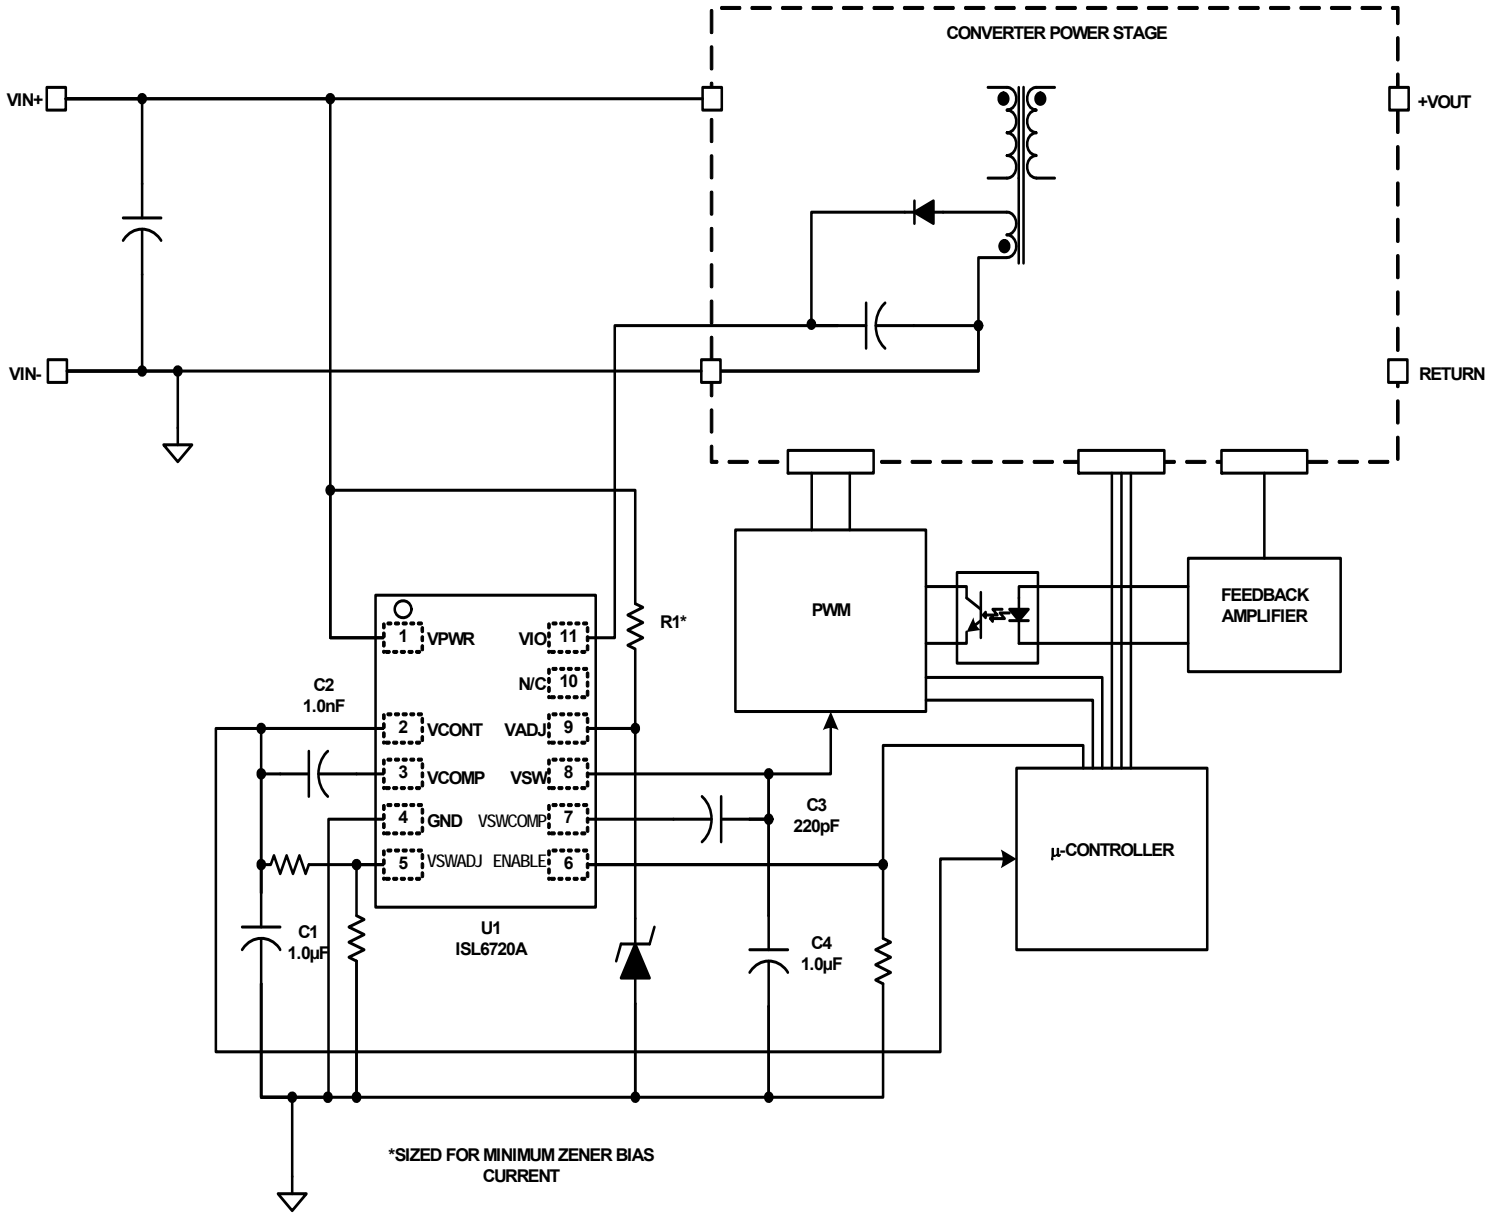 CONVERTER POWER STAGE
VIN+
+VOUT
VIN-
RETURN
PWM
FEEDBACK
AMPLIFIER
R1*
1 VPWR
VIO 11
N/C 10
C2
1.0nF
2 VCONT
VADJ 9
3 VCOMP
VSW 8
4 GND
VSWCOMP 7
5 VSWADJ
ENABLE 6
C3
220pF
µ-CONTROLLER
U1
ISL6720A
C1
1.0µF
C4
1.0µF
*SIZED FOR MINIMUM ZENER BIAS
CURRENT